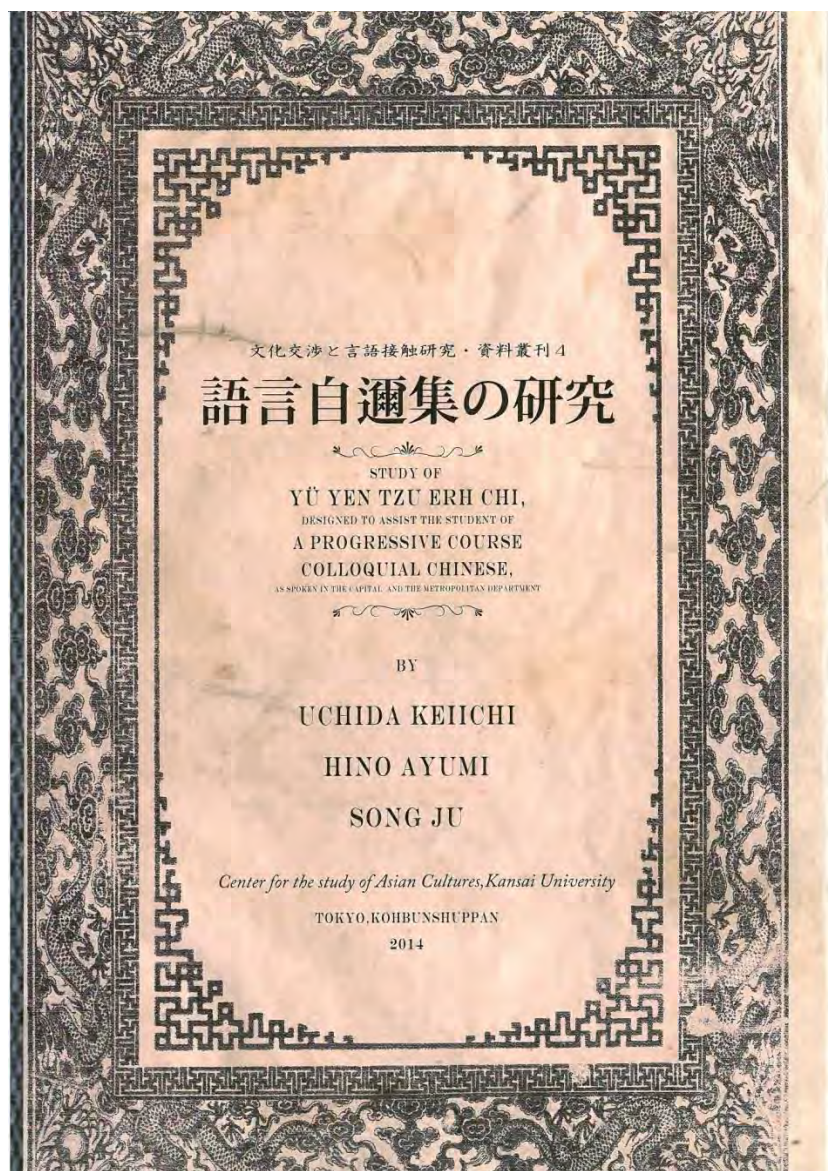 文化交渉と言語接触研究・資料叢刊4
語言自邇集の研究
STUDY OF
YÜ YEN TZU ERH CHI,
DESIGNED TO ASSIST THE STUDENT OF
A PROGRESSIVE COURSE
COLLOQUIAL CHINESE,
AS SPOKEN IN THE CAPITAL AND THE METROPOLITAN DEPARTMENT
BY
UCHIDA KEIICHI
HINO AYUMI
SONG JU
Center for the study of Asian Cultures,Kansai University
TOKYO,KOHBUNSHUPPAN
2014